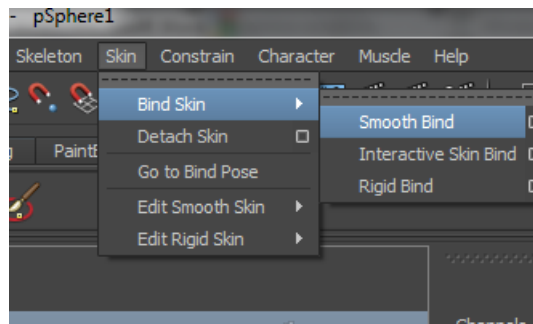 - pSphere1
Skeleton Skin Constrain Character Muscle Help
Bind Skin
Smooth Bind
Detach Skin
Interactive Skin Bind
Go to Bind Pose
Rigid Bind
Edit Smooth Skin
Edit Rigid Skin